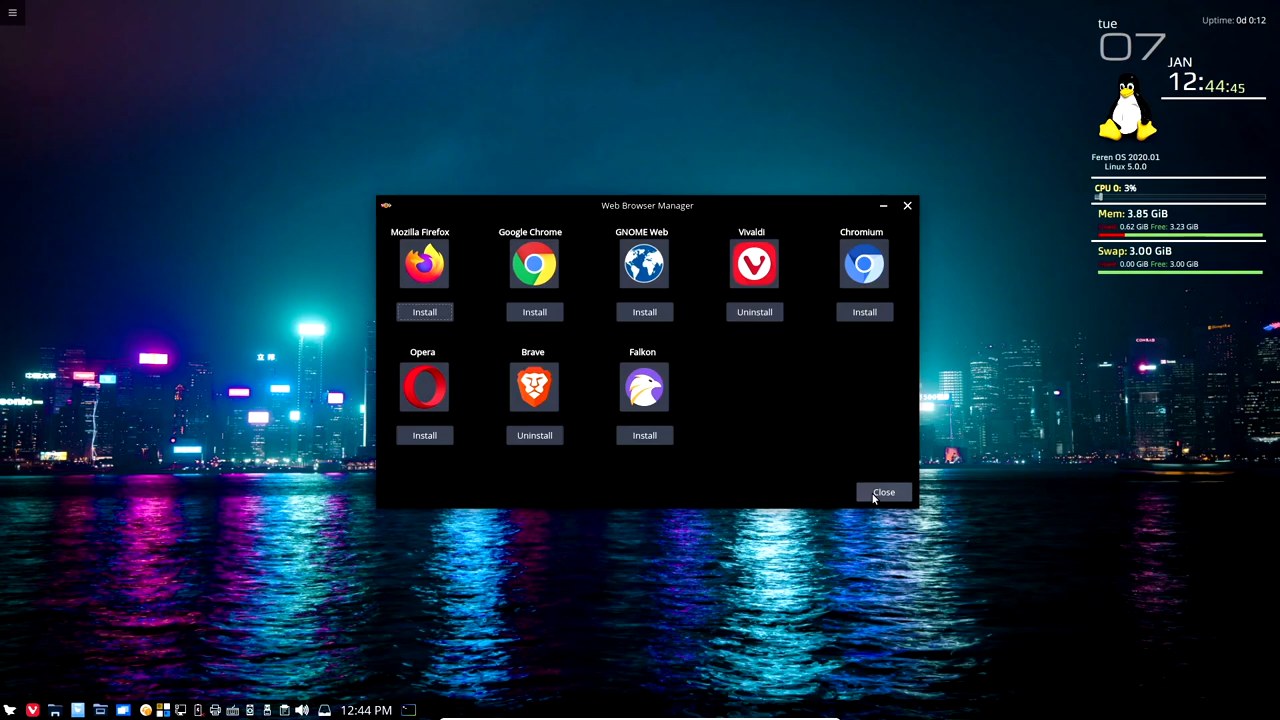 tue
Uptime: 0d 0:12
07
JAN
12:44:45
Feren OS 2020.01
Linux 5.0.0
CPU 0: 3%
Mem: 3.85 GiB
0.62 GiB Free: 3.23 GiB
Swap: 3.00 GiB
0.00 GiB Free: 3.00 GiB
Web Browser Manager
Mozilla Firefox Google Chrome GNOME Web Vivaldi Chromium
Install Install Install Uninstall Install
Opera Brave Falkon
Install Uninstall Install
Close
12:44 PM